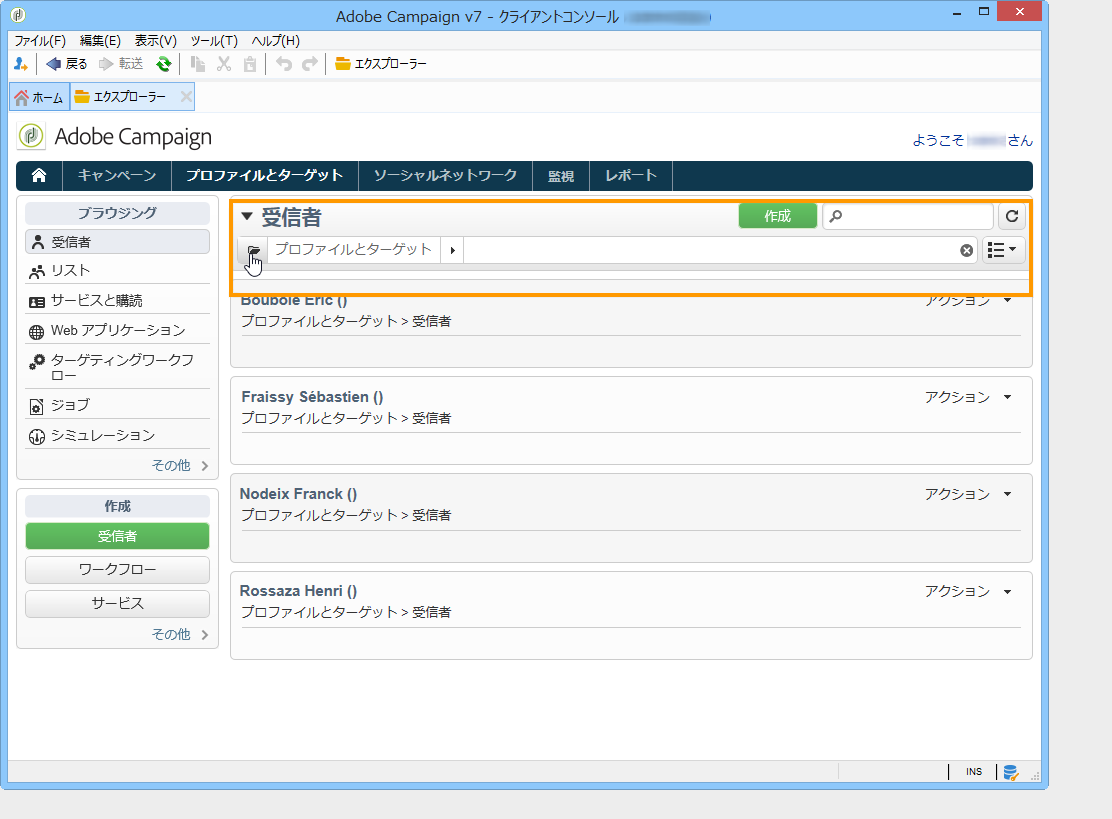 Adobe Campaign v7 - クライアントコンソール
ファイル(F) 編集(E) 表示(V) ツール(T) ヘルプ(H)
戻る 転送 エクスプローラー
ホーム エクスプローラー
Adobe Campaign
ようこそ さん
キャンペーン プロファイルとターゲット ソーシャルネットワーク 監視 レポート
ブラウジング
受信者
リスト
サービスと購読
Web アプリケーション
ターゲティングワークフ
ロー
ジョブ
シミュレーション
その他
作成
受信者
ワークフロー
サービス
その他
受信者 作成
プロファイルとターゲット
Boubole Eric () アクション
プロファイルとターゲット > 受信者
Fraissy Sébastien () アクション
プロファイルとターゲット > 受信者
Nodeix Franck () アクション
プロファイルとターゲット > 受信者
Rossaza Henri () アクション
プロファイルとターゲット > 受信者
INS